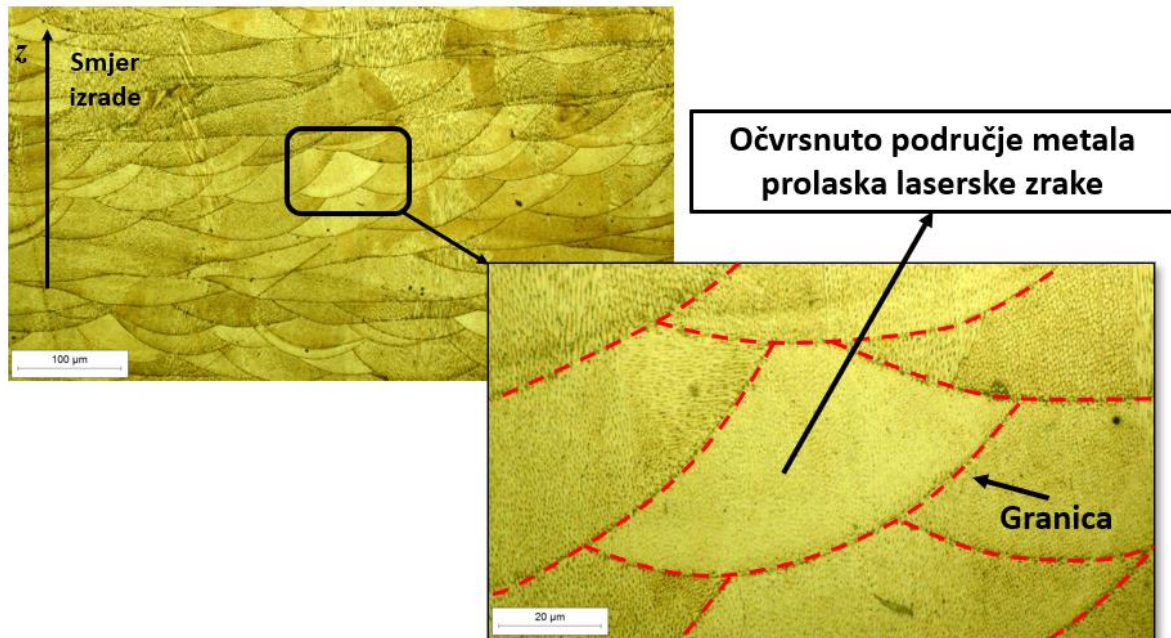 z
Smjer
izrade
100 µm
Očvrsnuto područje metala
prolaska laserske zrake
Granica
20 µm